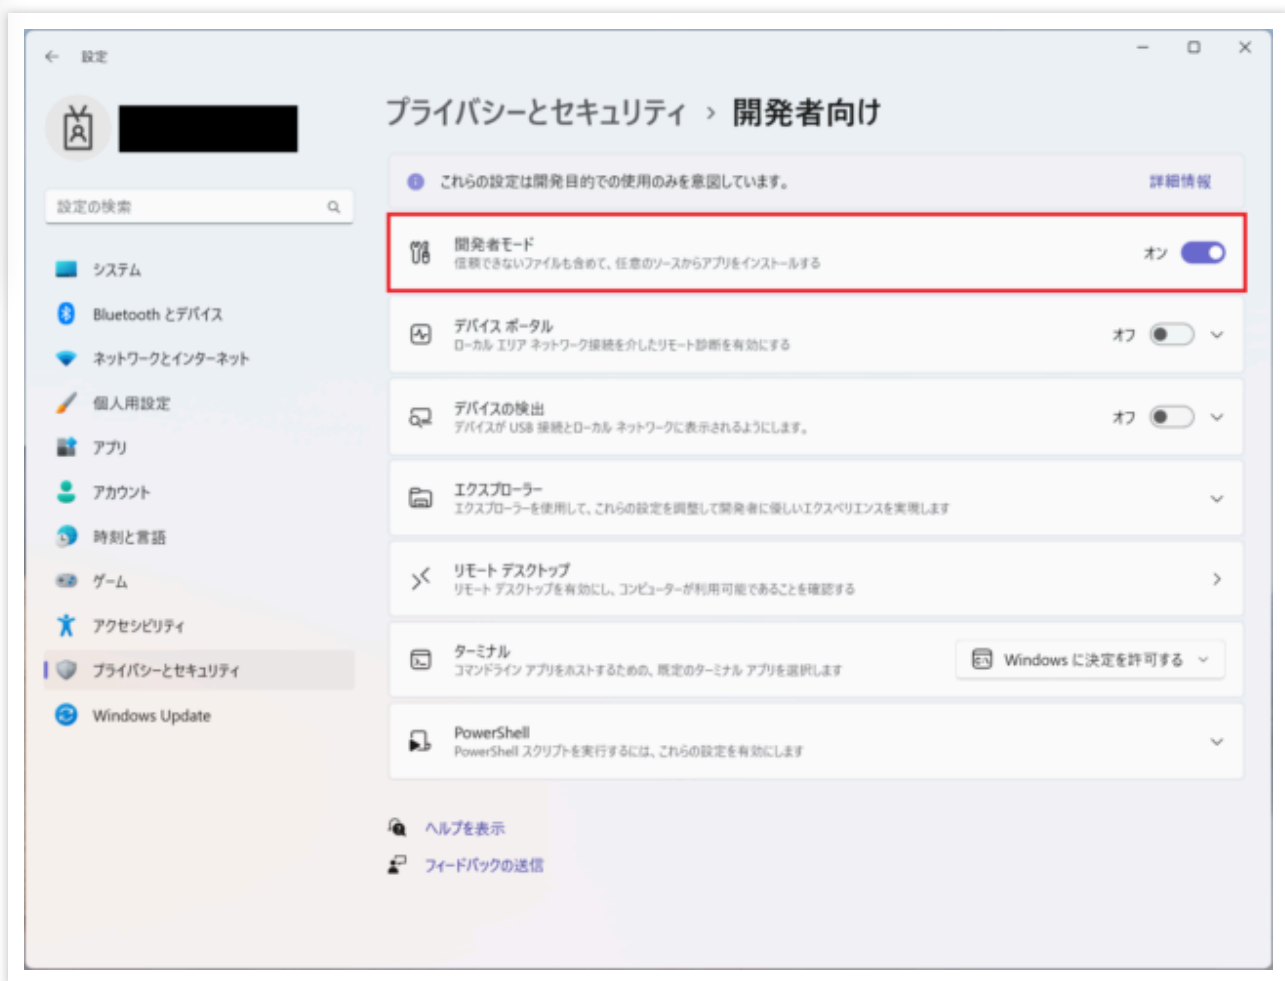 設定
プライバシーとセキュリティ › 開発者向け
これらの設定は開発目的での使用のみを意図しています。
詳細情報
設定の検索
システム
Bluetooth とデバイス
ネットワークとインターネット
個人用設定
アプリ
アカウント
時刻と言語
ゲーム
アクセシビリティ
プライバシーとセキュリティ
Windows Update
開発者モード
信頼できないファイルも含めて、任意のソースからアプリをインストールする
オン
デバイス ポータル
ローカル エリア ネットワーク接続を介したリモート診断を有効にする
オフ
デバイスの検出
デバイスが USB 接続とローカル ネットワークに表示されるようにします。
オフ
エクスプローラー
エクスプローラーを使用して、これらの設定を調整して開発者に優しいエクスペリエンスを実現します
リモート デスクトップ
リモート デスクトップを有効にし、コンピューターが利用可能であることを確認する
ターミナル
コマンドライン アプリをホストするための、既定のターミナル アプリを選択します
Windows に決定を許可する
PowerShell
PowerShell スクリプトを実行するには、これらの設定を有効にします
ヘルプを表示
フィードバックの送信